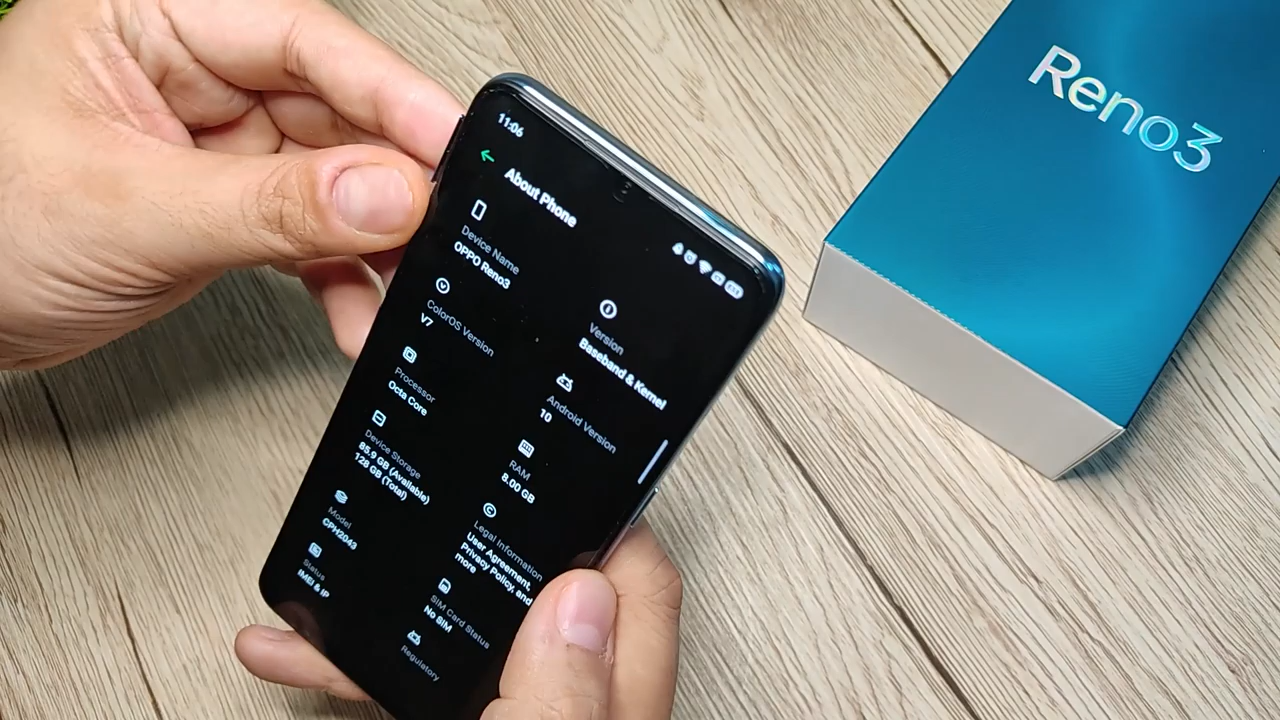 11:06
About Phone
Device Name
OPPO Reno3
Version
Baseband & Kernel
ColorOS Version
V7
Android Version
10
Processor
Octa Core
RAM
8.00 GB
Device Storage
85.9 GB (Available)
128 GB (Total)
Legal Information
User Agreement,
Privacy Policy, and
more
Model
CPH2043
SIM Card Status
No SIM
Status
IMEI & IP
Regulatory
Reno3